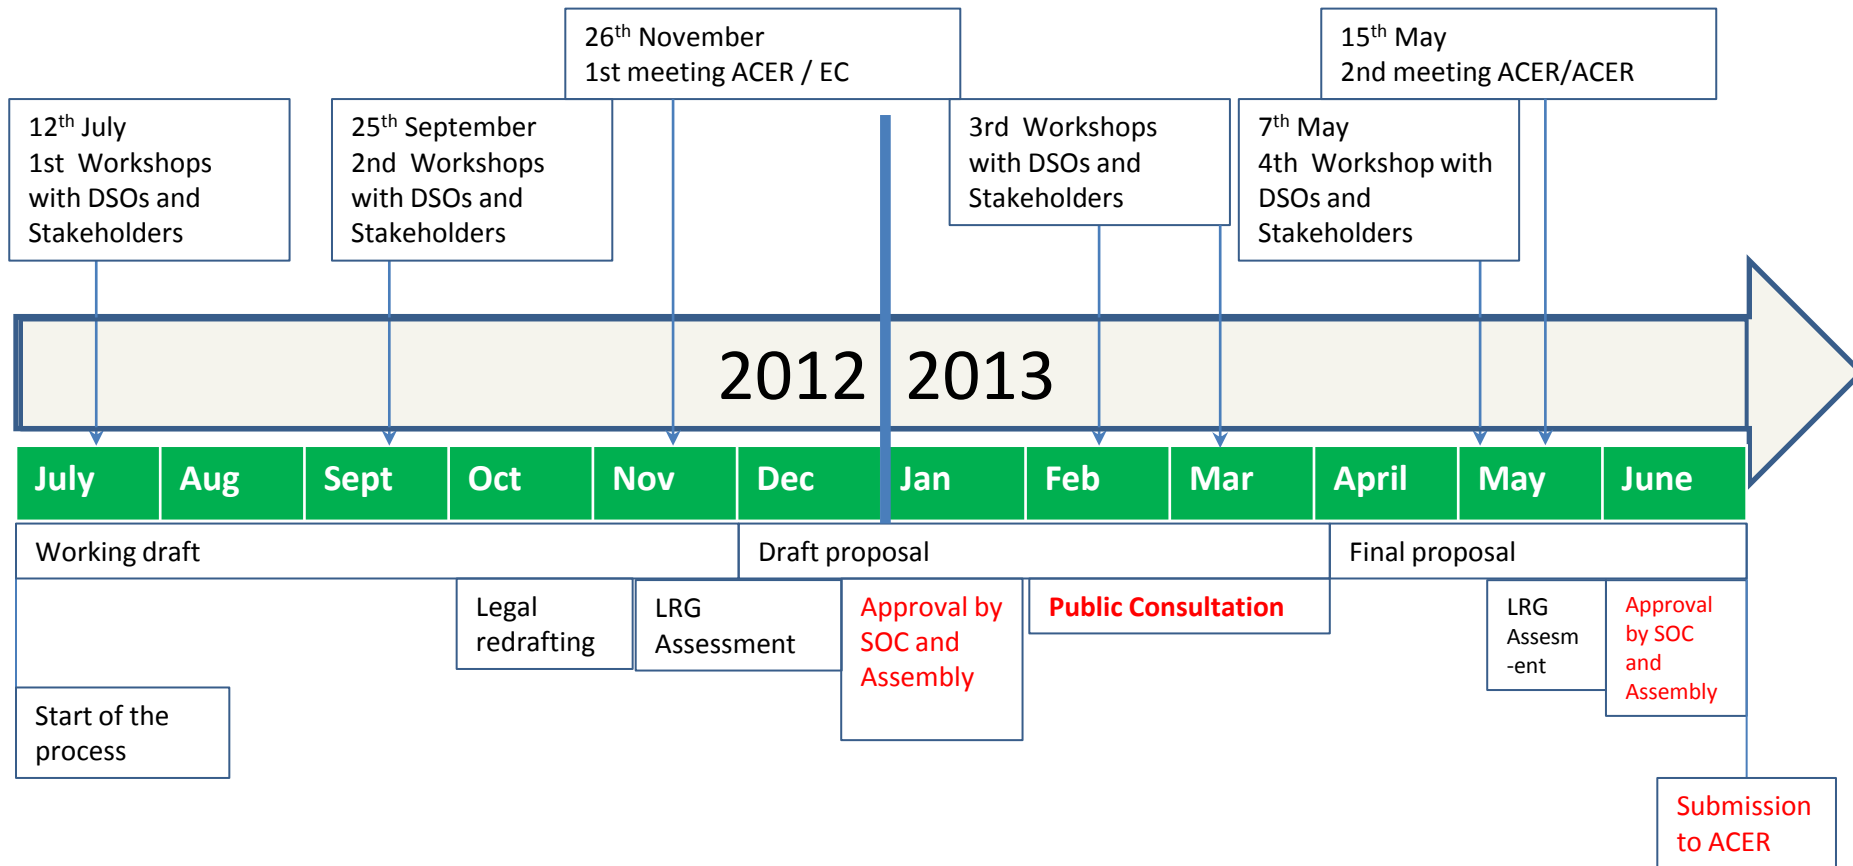 26th November
1st meeting ACER / EC
15th May
2nd meeting ACER/ACER
12th July
1st Workshops
with DSOs and
Stakeholders
25th September
2nd Workshops
with DSOs and
Stakeholders
3rd Workshops
with DSOs and
Stakeholders
7th May
4th Workshop with
DSOs and
Stakeholders
2012 2013
July Aug Sept Oct Nov Dec Jan Feb Mar April May June
Working draft
Draft proposal
Final proposal
Legal
redrafting
LRG
Assessment
Approval by
SOC and
Assembly
Public Consultation
LRG
Assesm
-ent
Approval
by SOC
and
Assembly
Start of the
process
Submission
to ACER